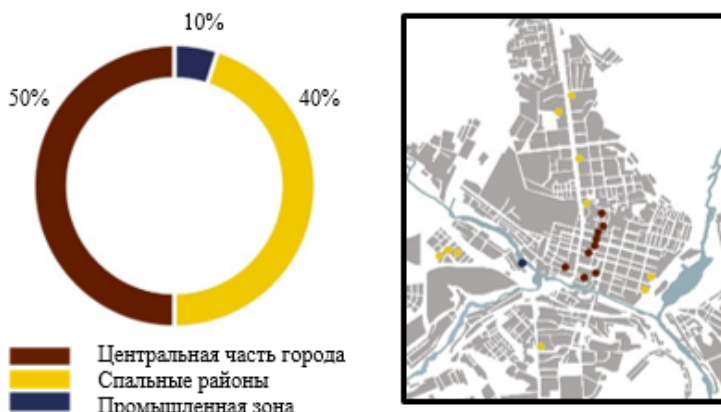 10%
50%
40%
Центральная часть города
Спальные районы
Промышленная зона